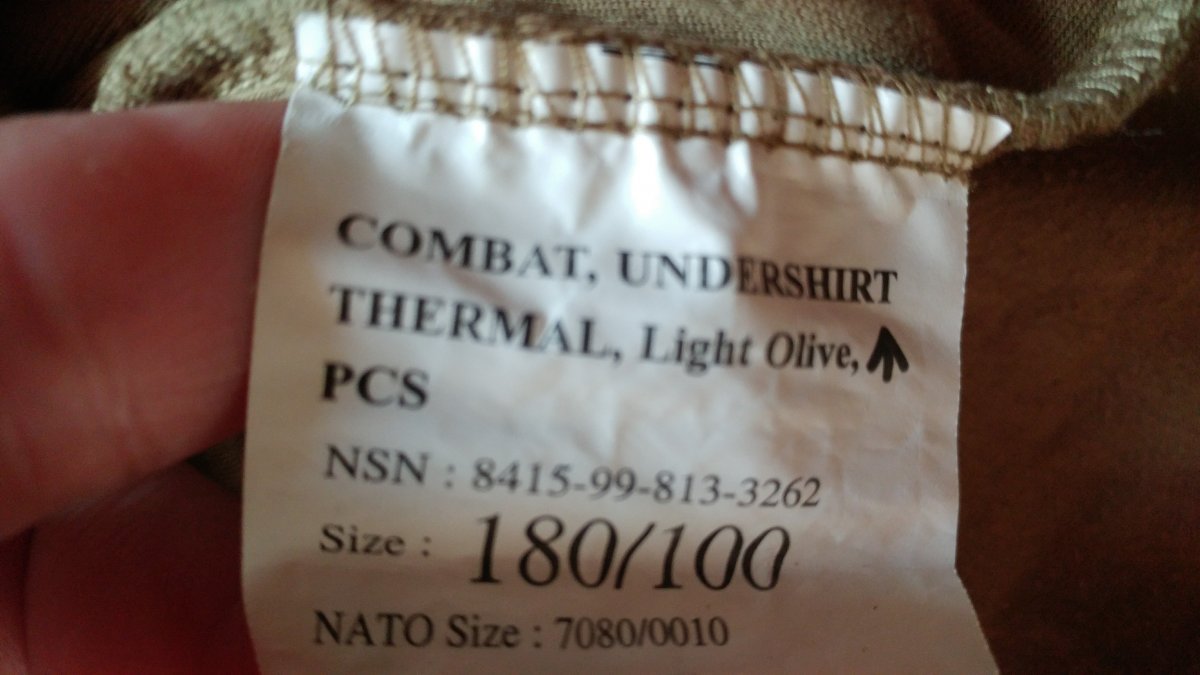 COMBAT, UNDERSHIRT
THERMAL, Light Olive,
PCS
NSN : 8415-99-813-3262
Size : 180/100
NATO Size : 7080/0010